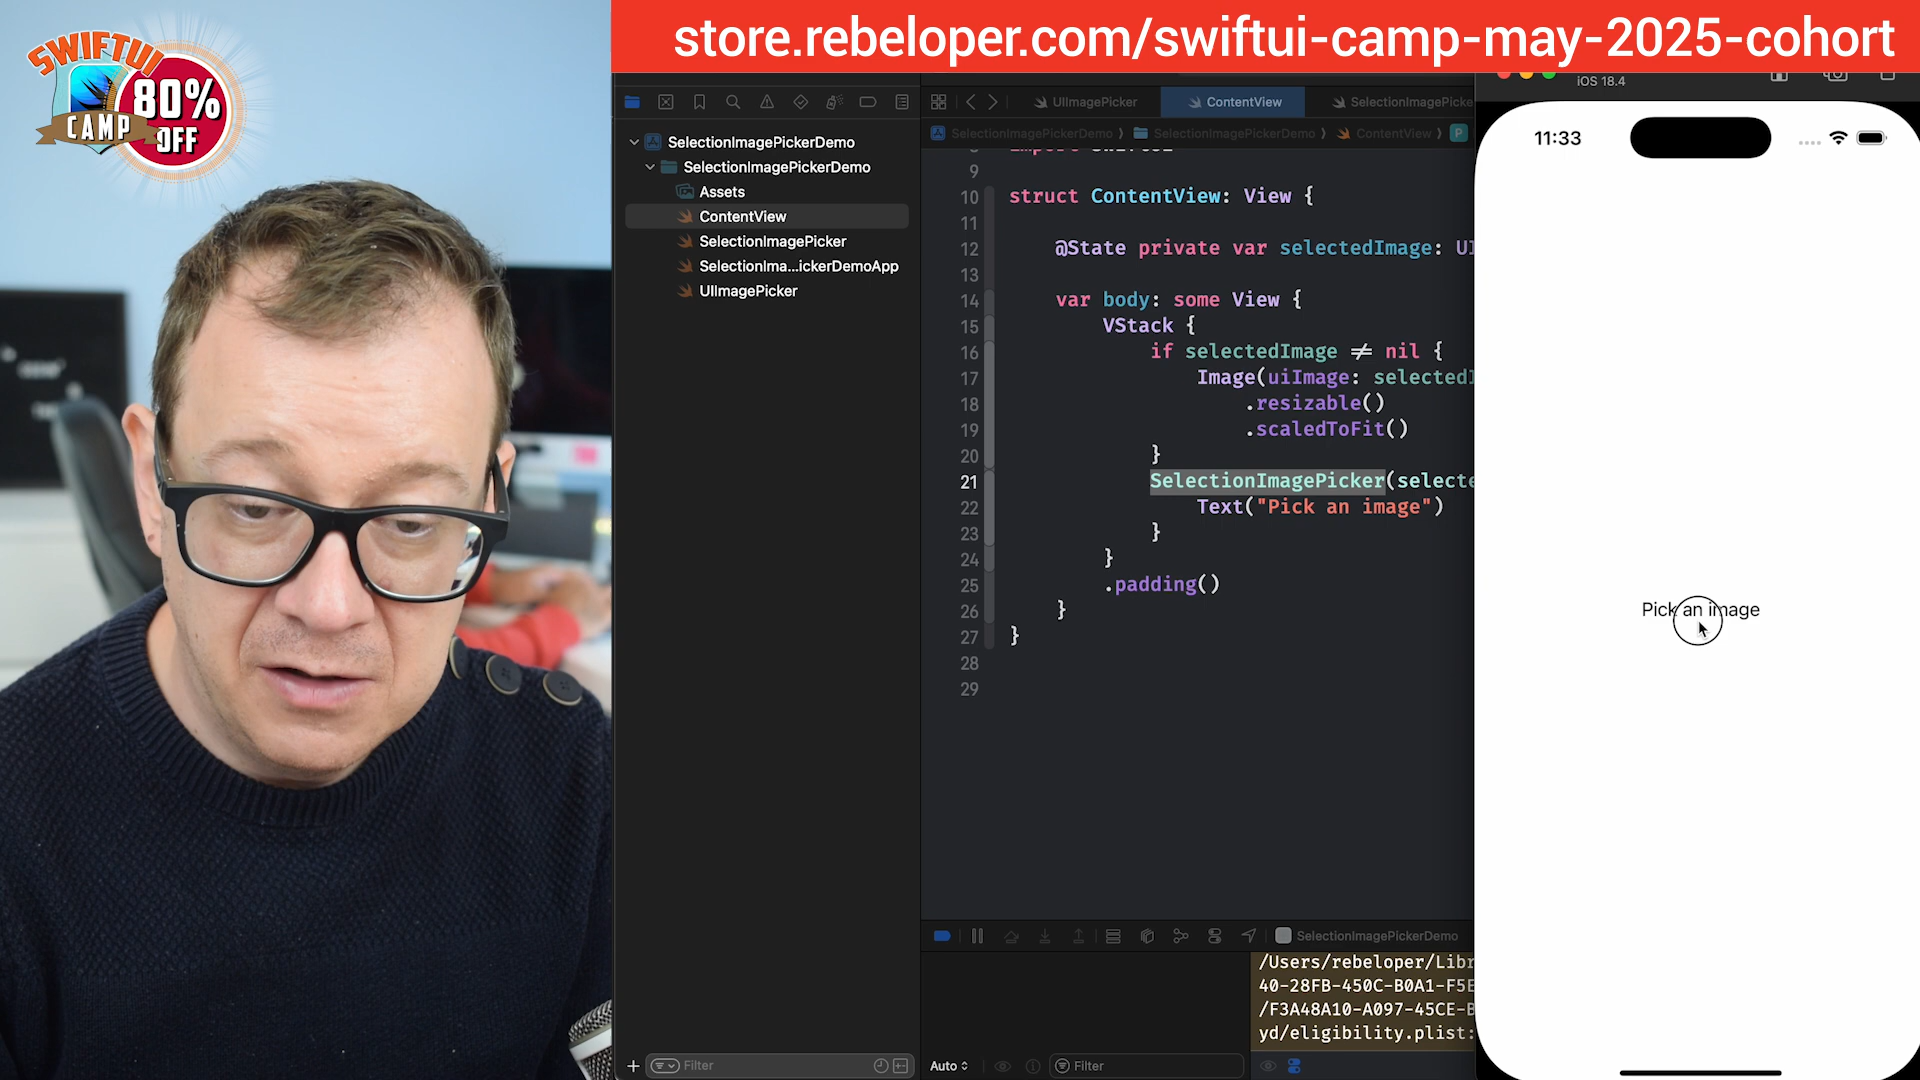 store.rebeloper.com/swiftui-camp-may-2025-cohort
SWIFTUI
CAMP
80%
OFF
iOS 18.4
UIImagePicker
ContentView
SelectionImagePicke
SelectionImagePickerDemo
SelectionImagePickerDemo
ContentView
P
SelectionImagePickerDemo
SelectionImagePickerDemo
Assets
ContentView
SelectionImagePicker
SelectionIma...ickerDemoApp
UIImagePicker
9
10 struct ContentView: View {
11
12 @State private var selectedImage: UI
13
14 var body: some View {
15 VStack {
16 if selectedImage ≠ nil {
17 Image(uiImage: selectedI
18 .resizable()
19 .scaledToFit()
20 }
21 SelectionImagePicker(selecte
22 Text("Pick an image")
23 }
24 }
25 .padding()
26 }
27 }
28
29
11:33
Pick an image
SelectionImagePickerDemo
/Users/rebeloper/Libr
40-28FB-450C-B0A1-F5E
/F3A48A10-A097-45CE-B
yd/eligibility.plist:
Filter
Auto
Filter